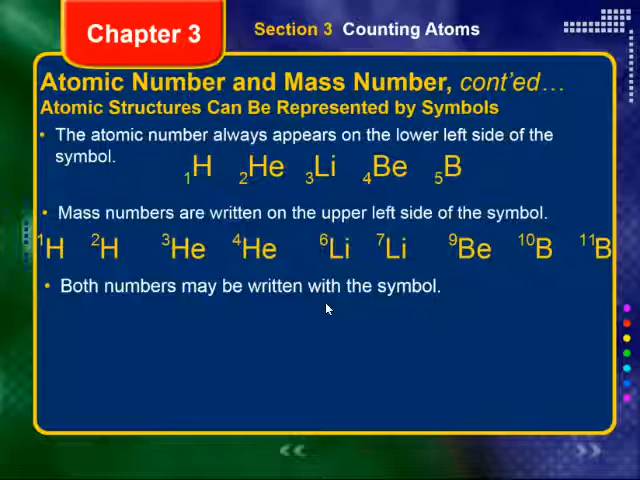 Chapter 3
Section 3 Counting Atoms
Atomic Number and Mass Number, cont'ed…
Atomic Structures Can Be Represented by Symbols
• The atomic number always appears on the lower left side of the
symbol.
₁H ₂He ₃Li ₄Be ₅B
• Mass numbers are written on the upper left side of the symbol.
¹H ²H ³He ⁴He ⁶Li ⁷Li ⁹Be ¹⁰B ¹¹B
• Both numbers may be written with the symbol.